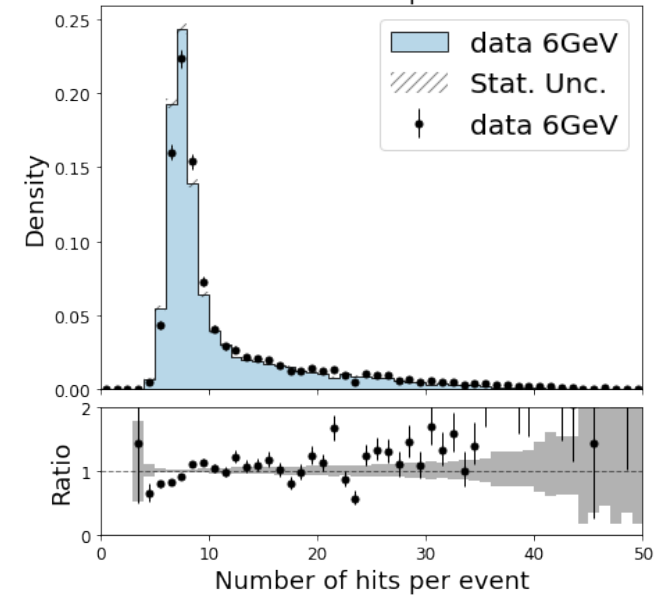 0.25
0.20
0.15
0.10
0.05
0.00
Density
data 6GeV
Stat. Unc.
data 6GeV
2
1
0
Ratio
0 10 20 30 40 50
Number of hits per event